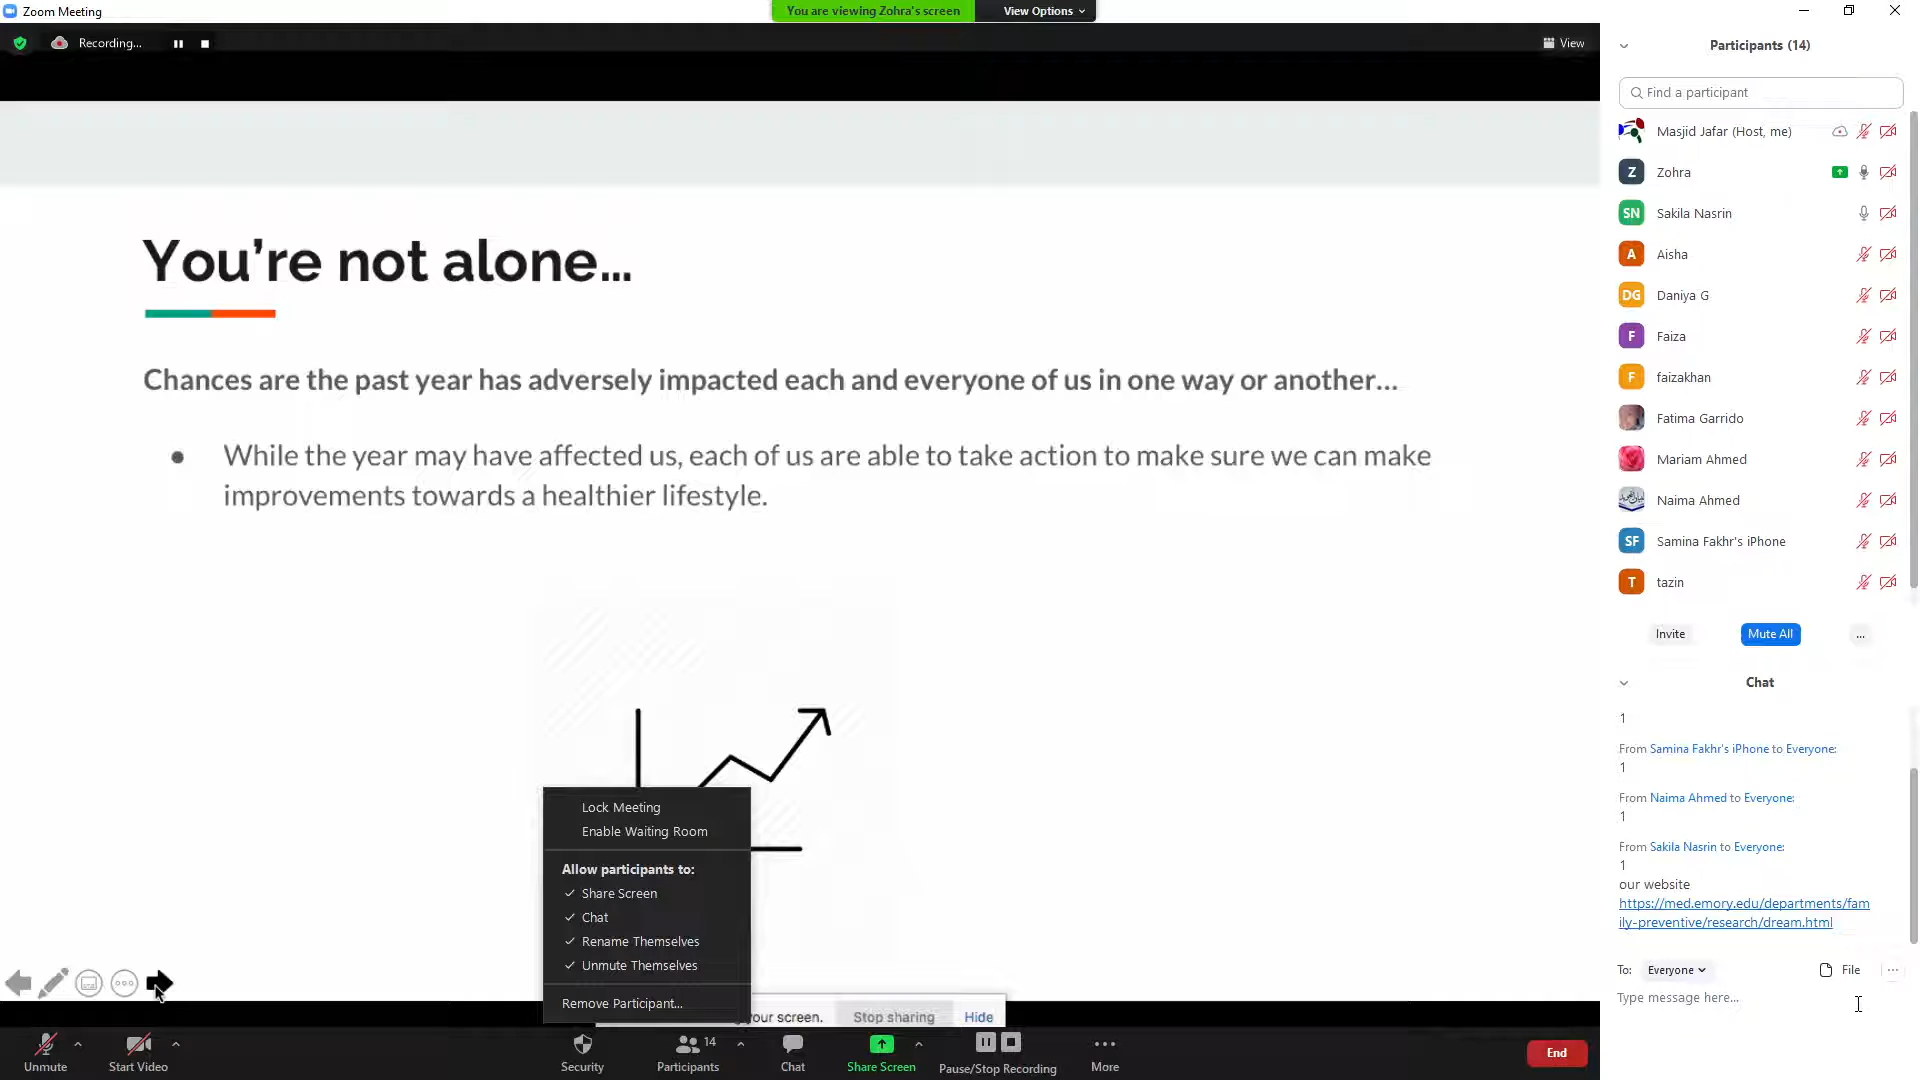 Zoom Meeting
You are viewing Zohra's screen
View Options
Recording...
View
You're not alone...
Chances are the past year has adversely impacted each and everyone of us in one way or another...
While the year may have affected us, each of us are able to take action to make sure we can make
improvements towards a healthier lifestyle.
Lock Meeting
Enable Waiting Room
Allow participants to:
Share Screen
Chat
Rename Themselves
Unmute Themselves
Remove Participant...
your screen.
Stop sharing
Hide
Unmute
Start Video
Security
14
Participants
Chat
Share Screen
Pause/Stop Recording
More
End
Participants (14)
Find a participant
Masjid Jafar (Host, me)
Z Zohra
SN Sakila Nasrin
A Aisha
DG Daniya G
F Faiza
F faizakhan
Fatima Garrido
Mariam Ahmed
Naima Ahmed
SF Samina Fakhr's iPhone
T tazin
Invite
Mute All
...
Chat
1
From Samina Fakhr's iPhone to Everyone:
1
From Naima Ahmed to Everyone:
1
From Sakila Nasrin to Everyone:
1
our website
https://med.emory.edu/departments/fam
ily-preventive/research/dream.html
To: Everyone
File
...
Type message here...